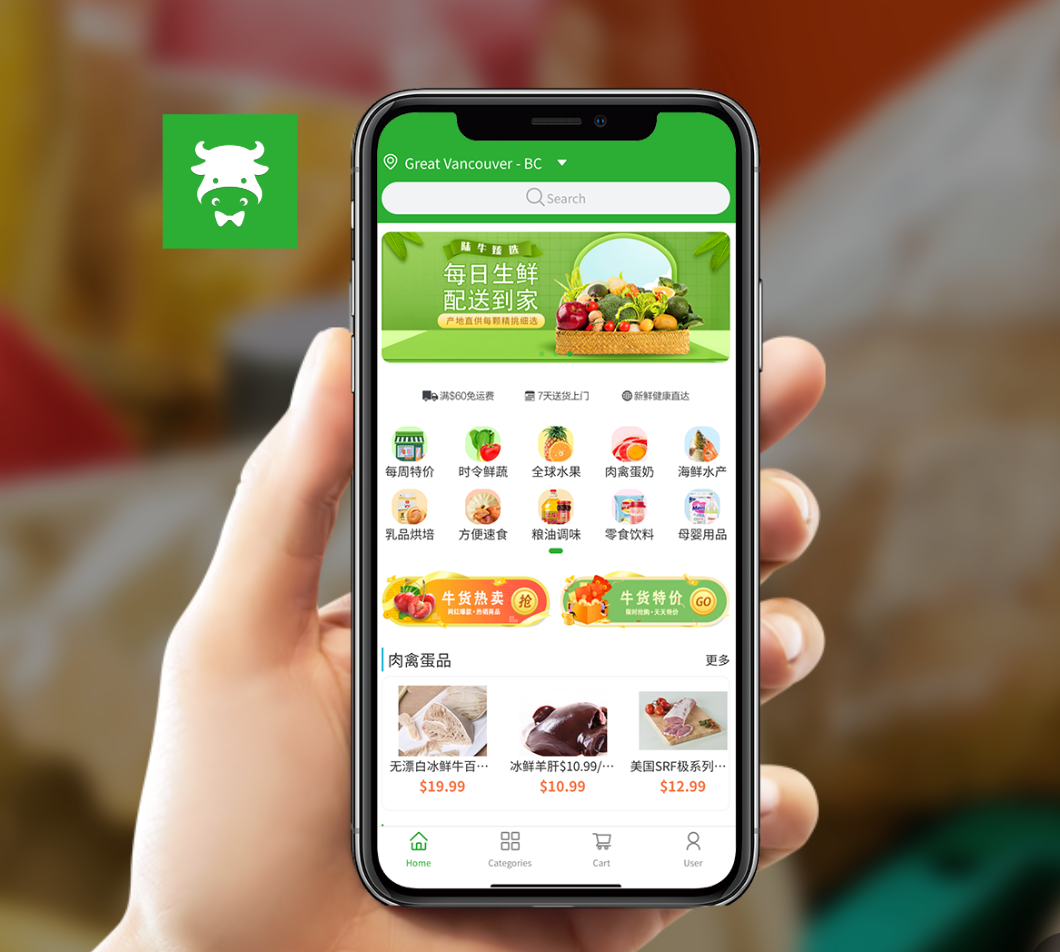 Great Vancouver - BC
Search
陆牛臻选
每日生鲜
配送到家
产地直供每颗精挑细选
满$60免运费 7天送货上门 新鲜健康直达
每周特价 时令鲜蔬 全球水果 肉禽蛋奶 海鲜水产
乳品烘培 方便速食 粮油调味 零食饮料 母婴用品
牛货热卖 抢 牛货特价 GO
网红爆款·热销商品 限时抢购·天天特价
肉禽蛋品 更多
无漂白冰鲜牛百… 冰鲜羊肝$10.99/… 美国SRF极系列…
$19.99 $10.99 $12.99
Home Categories Cart User